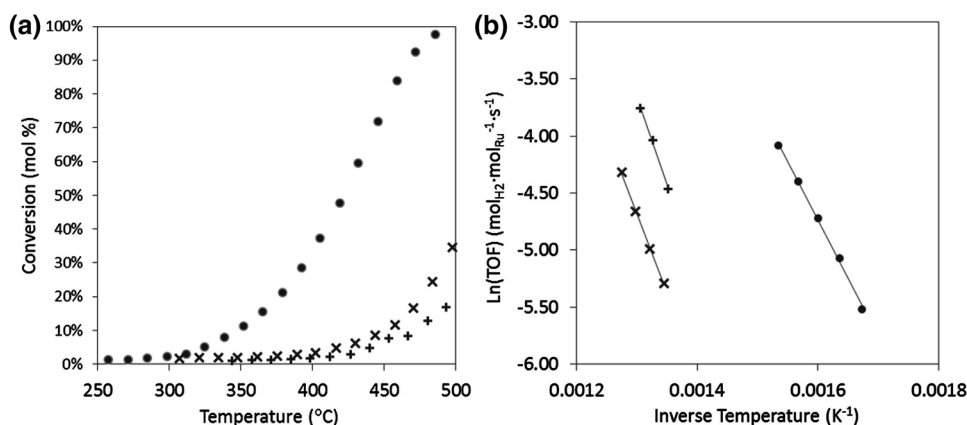 (a)
100%
90%
80%
70%
60%
50%
40%
30%
20%
10%
0%
Conversion (mol %)
250 300 350 400 450 500
Temperature (°C)
(b)
-3.00
-3.50
-4.00
-4.50
-5.00
-5.50
-6.00
Ln(TOF) (mol_H2·mol_Ru⁻¹·s⁻¹)
0.0012 0.0014 0.0016 0.0018
Inverse Temperature (K⁻¹)